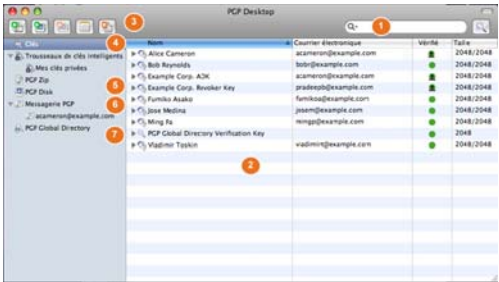 PGP Desktop
1
3
4
Clés
Trousseaux de clés intelligents
Mes clés privées
PGP Zip
5
PGP Disk
6
Messagerie PGP
acameron@example.com
PGP Global Directory
7
Nom Courrier électronique Vérifié Taille
Alice Cameron acameron@example.com 2048/2048
Bob Reynolds bobr@example.com 2048/2048
Example Corp. ADK acameron@example.com 2048/2048
Example Corp. Revoker Key pradeepb@example.com 2048/2048
Fumiko Asako fumikoa@example.com 2048/2048
Jose Medina josem@example.com 2048/2048
Ming Pa mingp@example.com 2048/2048
PGP Global Directory Verification Key 2048
Vladimir Toskin vladimirt@example.com 2048/2048
2